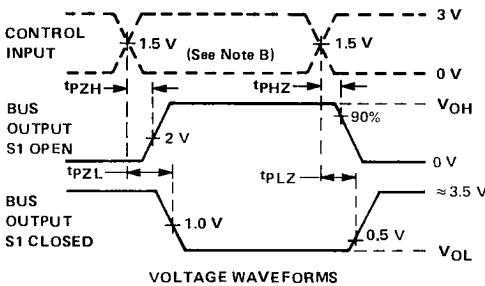 CONTROL INPUT
3 V
1.5 V
(See Note B)
1.5 V
0 V
tPZH
tPHZ
BUS OUTPUT S1 OPEN
VOH
90%
2 V
0 V
tPZL
tPLZ
≈3.5 V
BUS OUTPUT S1 CLOSED
1.0 V
0.5 V
VOL
VOLTAGE WAVEFORMS